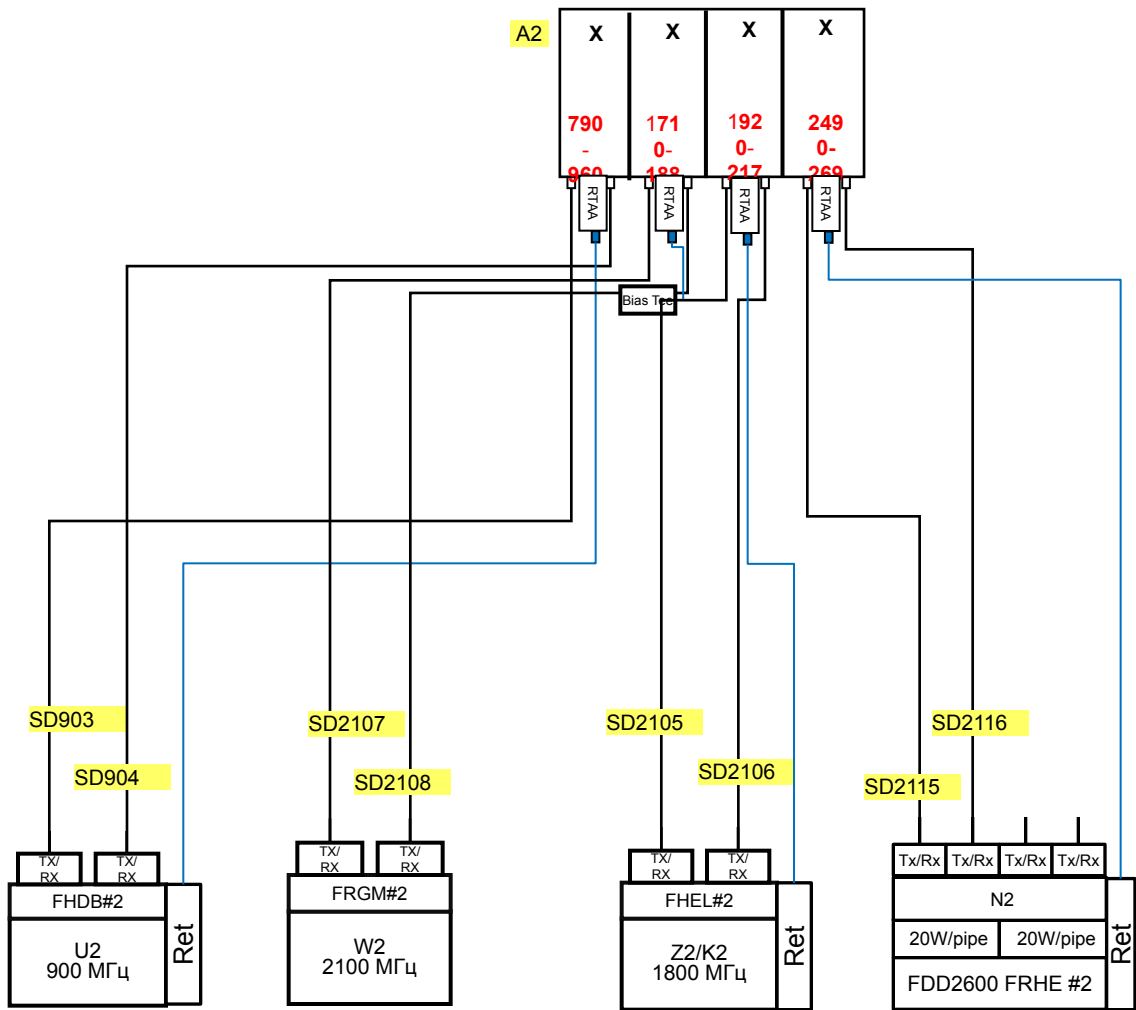 A2
X
X
X
X
790
-
960
171
0-
188
192
0-
217
249
0-
269
RTAA
RTAA
RTAA
RTAA
Bias Tee
SD903
SD904
SD2107
SD2108
SD2105
SD2106
SD2116
SD2115
TX/
RX
TX/
RX
FHDB#2
U2
900 МГц
Ret
TX/
RX
TX/
RX
FRGM#2
W2
2100 МГц
TX/
RX
TX/
RX
FHEL#2
Z2/K2
1800 МГц
Ret
Tx/Rx
Tx/Rx
Tx/Rx
Tx/Rx
N2
20W/pipe
20W/pipe
FDD2600 FRHE #2
Ret